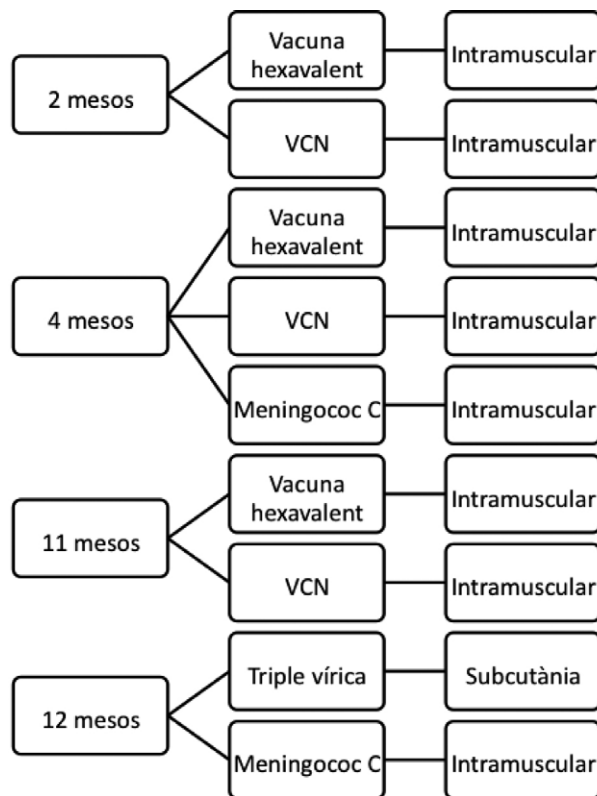 2 mesos
Vacuna
hexavalent
Intramuscular
VCN
Intramuscular
4 mesos
Vacuna
hexavalent
Intramuscular
VCN
Intramuscular
Meningococ C
Intramuscular
11 mesos
Vacuna
hexavalent
Intramuscular
VCN
Intramuscular
12 mesos
Triple vírica
Subcutània
Meningococ C
Intramuscular